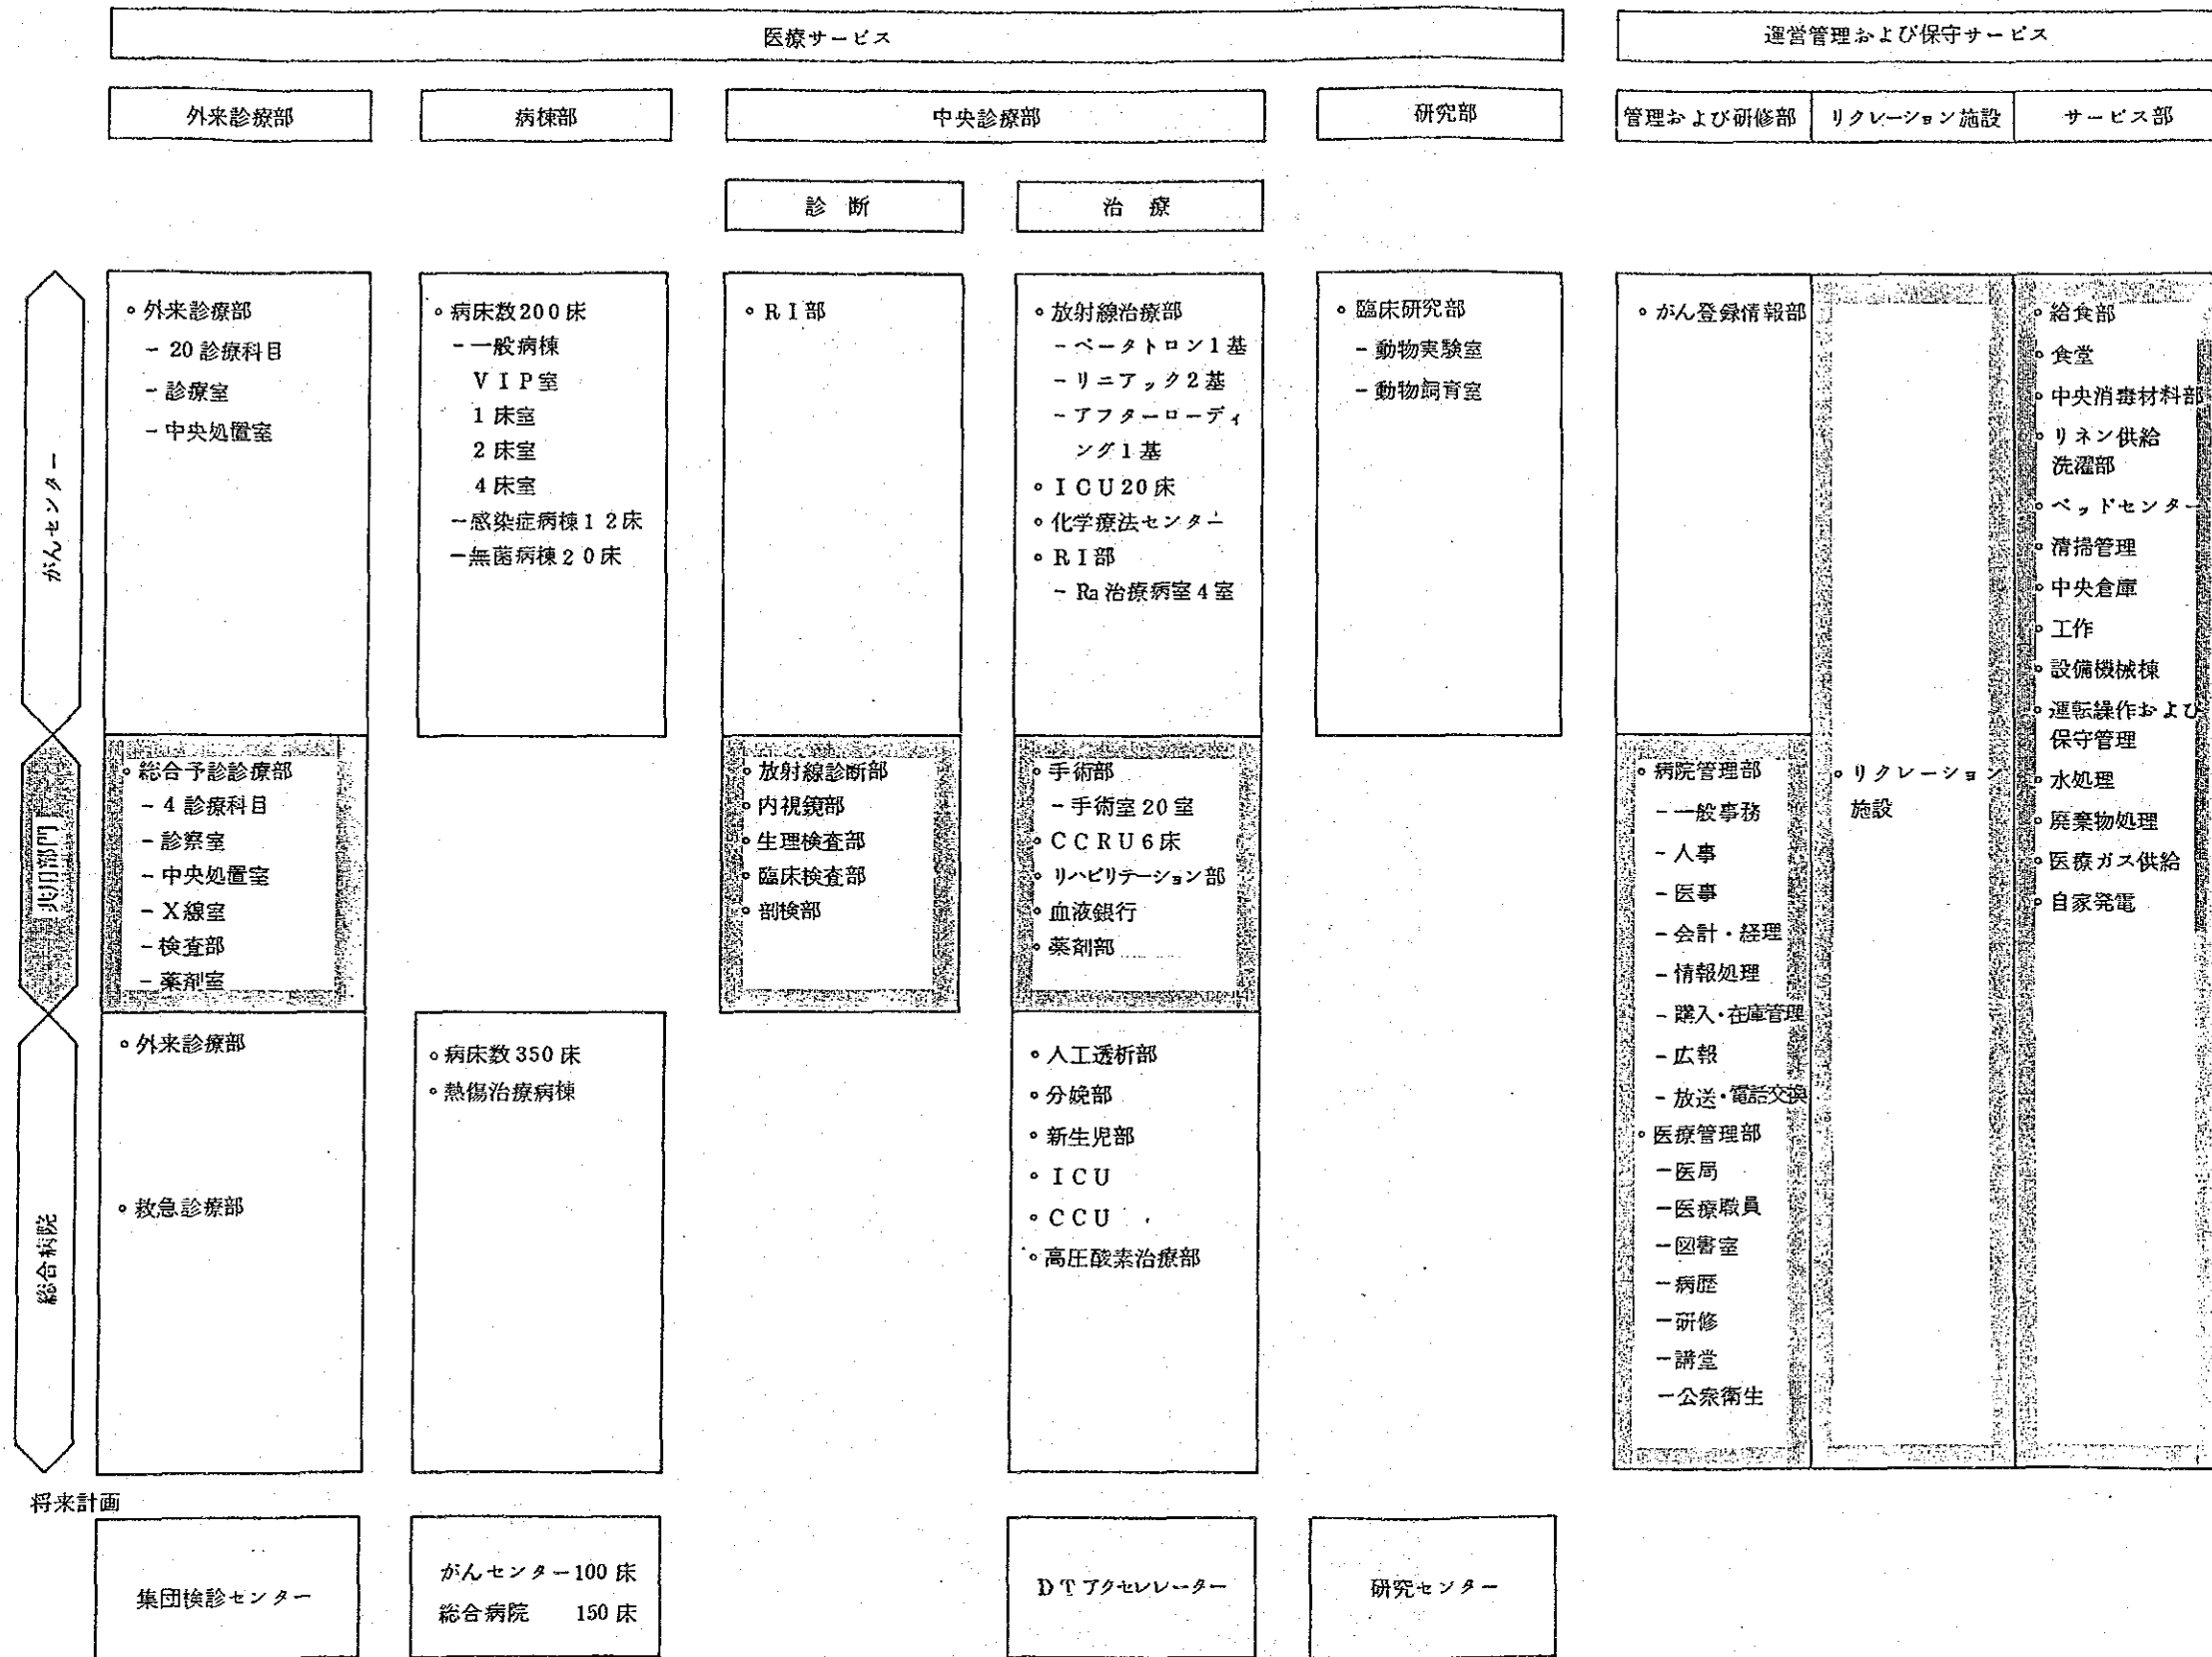 医療サービス
運営管理および保守サービス
外来診療部
病棟部
中央診療部
研究部
管理および研修部
リクレーション施設
サービス部
診 断
治 療
がんセンター
。外来診療部
- 20診療科目
- 診療室
- 中央処置室
。病床数200床
- 一般病棟
VIP室
1床室
2床室
4床室
-感染症病棟12床
-無菌病棟20床
。RI部
。放射線治療部
-ベータトロン1基
-リニアック2基
-アフターローディ
ング1基
。ICU20床
。化学療法センター
。RI部
- Ra治療病室4室
。臨床研究部
- 動物実験室
- 動物飼育室
。がん登録情報部
。給食部
。食堂
。中央消毒材料部
。リネン供給
洗濯部
。ベッドセンター
。清掃管理
。中央倉庫
。工作
。設備機械棟
。運転操作および
保守管理
。水処理
。廃棄物処理
。医療ガス供給
。自家発電
共用部門
。総合予診診療部
- 4診療科目
- 診察室
- 中央処置室
- X線室
- 検査部
- 薬剤室
。放射線診断部
。内視鏡部
。生理検査部
。臨床検査部
。剖検部
。手術部
- 手術室20室
。CCRU6床
。リハビリテーション部
。血液銀行
。薬剤部
。病院管理部
- 一般事務
- 人事
- 医事
- 会計・経理
- 情報処理
- 購入・在庫管理
- 広報
- 放送・電話交換
。医療管理部
-医局
-医療職員
-図書室
-病歴
-研修
-講堂
-公衆衛生
。リクレーション
施設
総合病院
。外来診療部
。救急診療部
。病床数350床
。熱傷治療病棟
。人工透析部
。分娩部
。新生児部
。ICU
。CCU
。高圧酸素治療部
将来計画
集団検診センター
がんセンター100床
総合病院 150床
DTアクセレレーター
研究センター